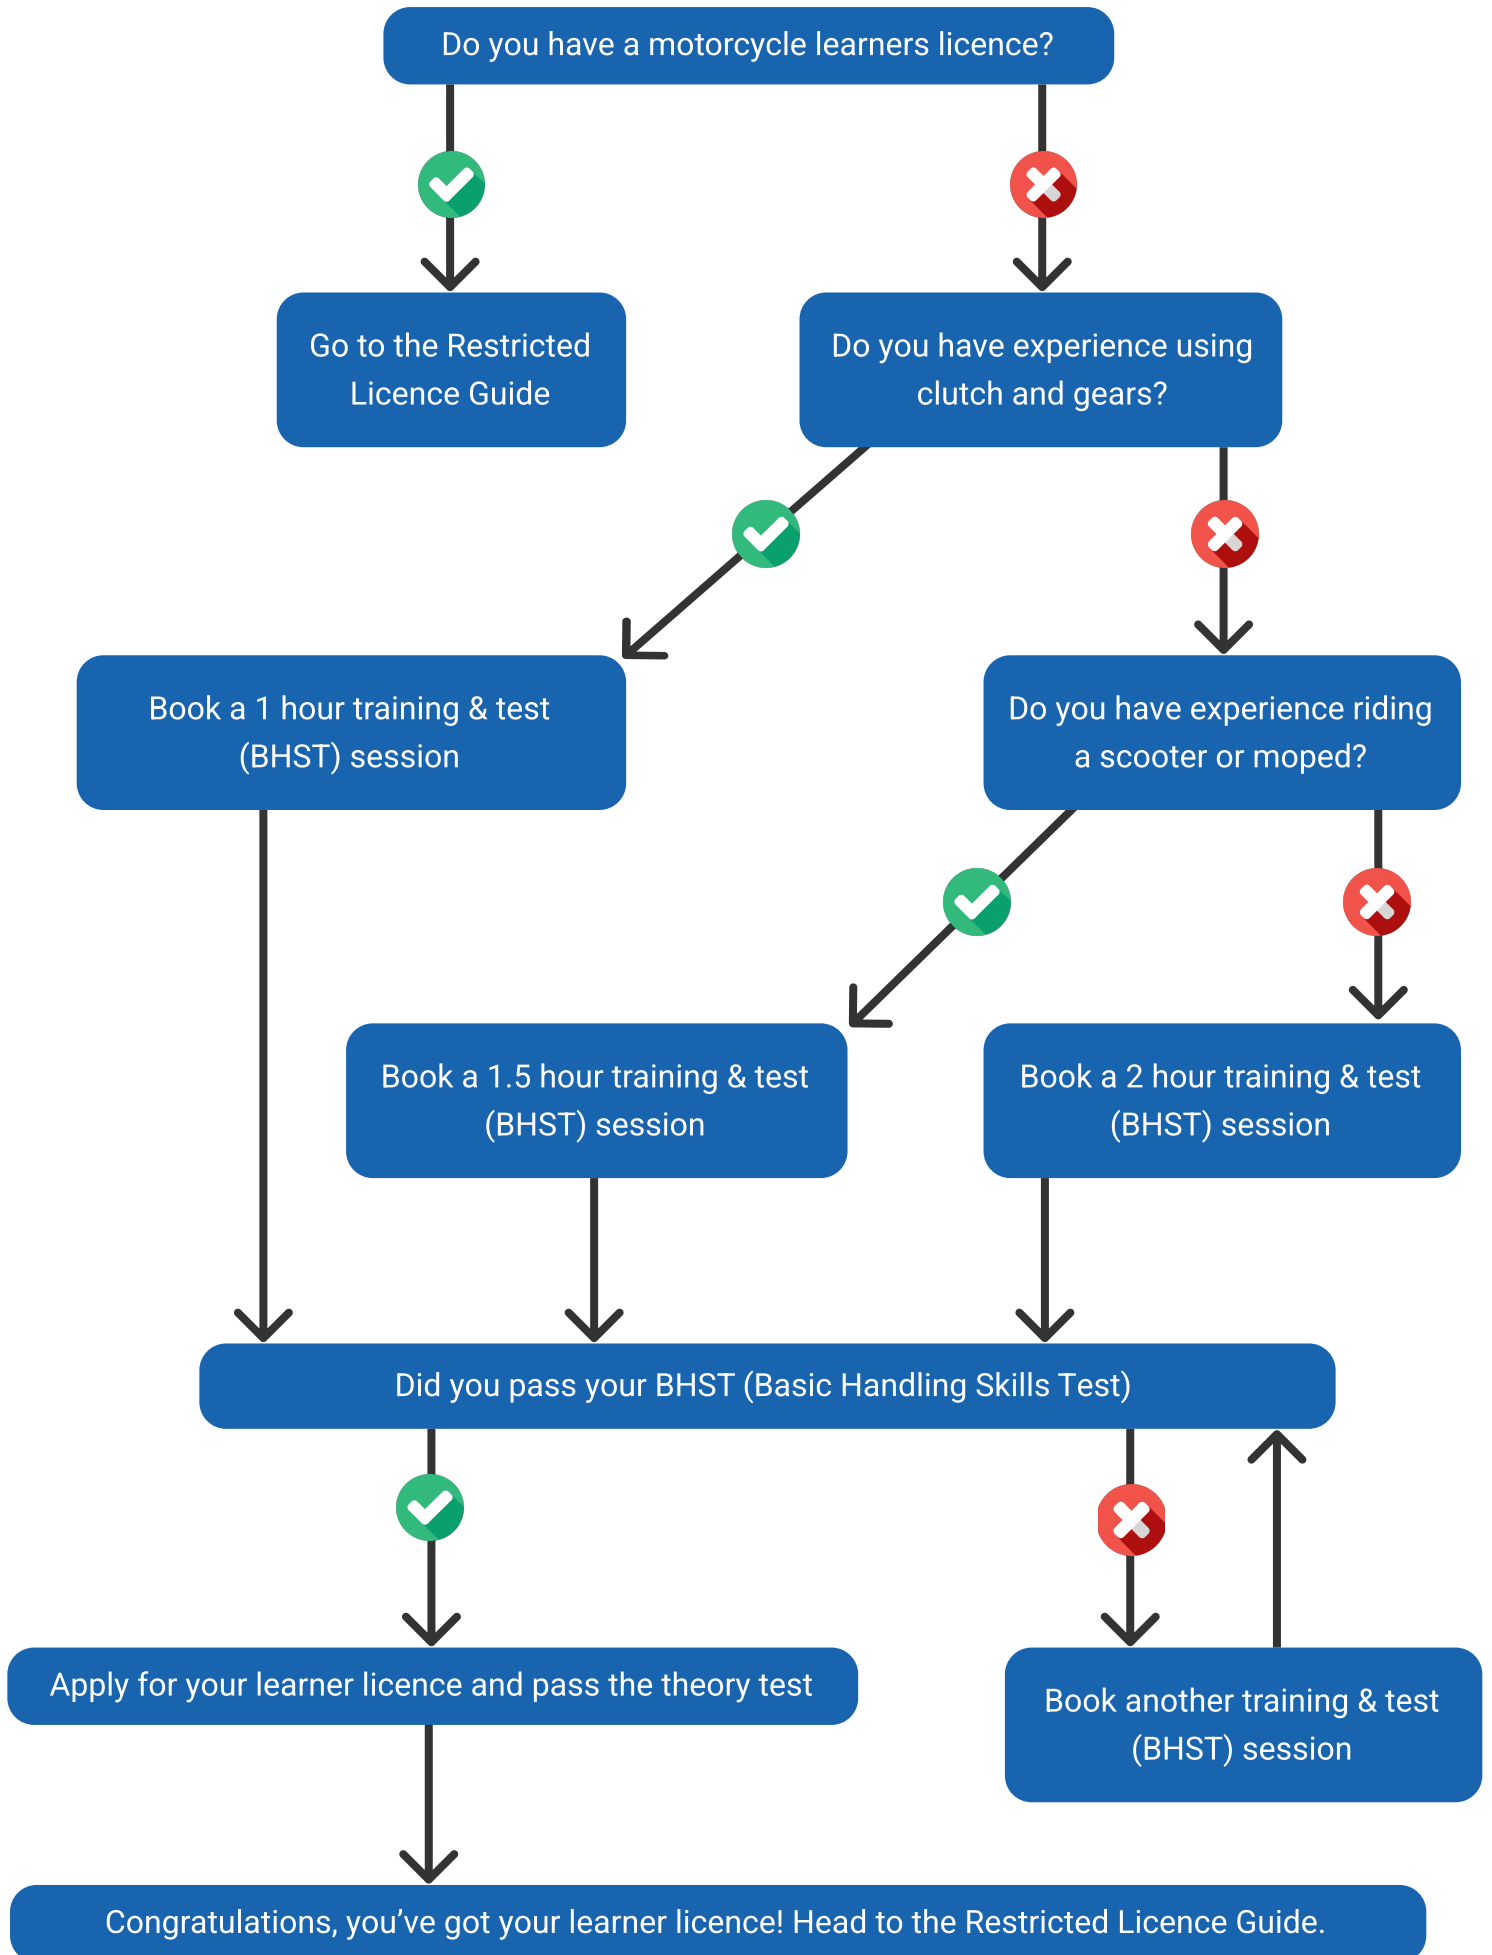 Do you have a motorcycle learners licence?
Go to the Restricted
Licence Guide
Do you have experience using
clutch and gears?
Book a 1 hour training & test
(BHST) session
Do you have experience riding
a scooter or moped?
Book a 1.5 hour training & test
(BHST) session
Book a 2 hour training & test
(BHST) session
Did you pass your BHST (Basic Handling Skills Test)
Apply for your learner licence and pass the theory test
Book another training & test
(BHST) session
Congratulations, you’ve got your learner licence! Head to the Restricted Licence Guide.